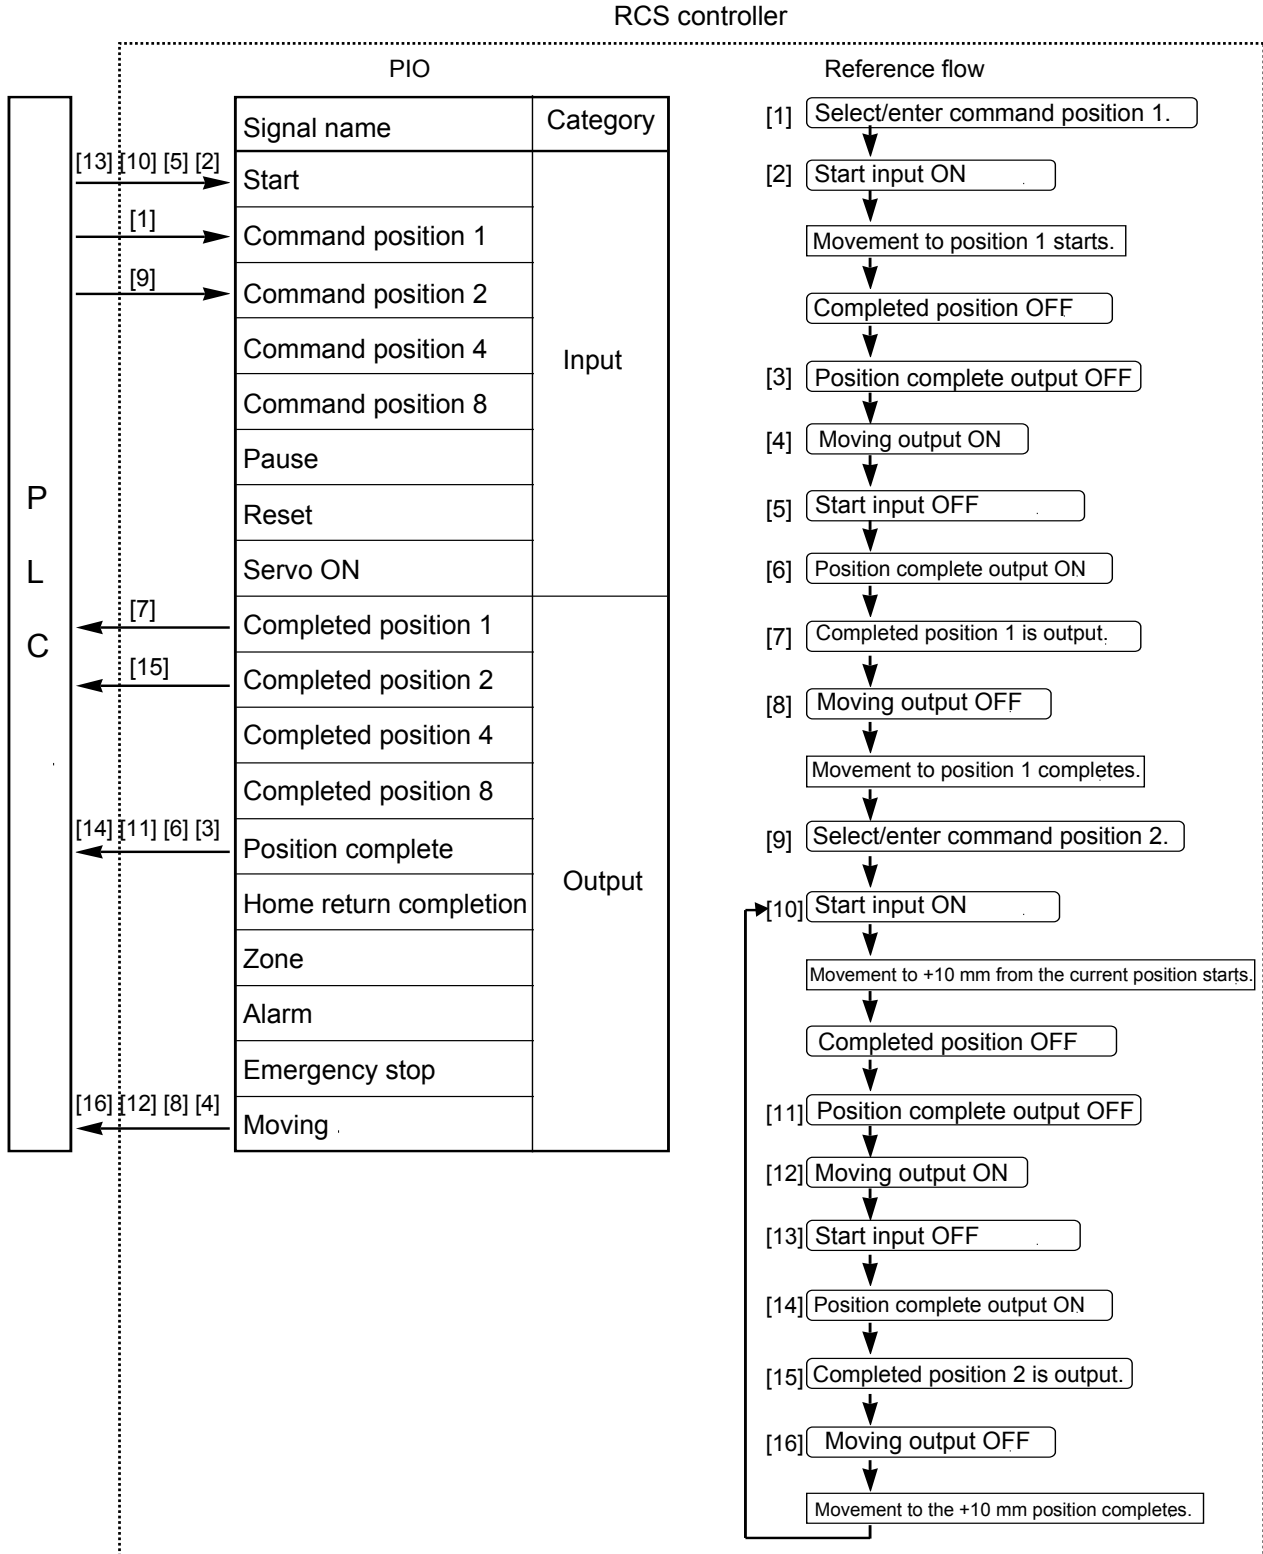 RCS controller
PIO
Reference flow
PLC
Signal name
Category
[13] [10] [5] [2]
Start
[1]
Command position 1
[9]
Command position 2
Command position 4
Command position 8
Pause
Reset
Servo ON
Input
[7]
Completed position 1
[15]
Completed position 2
Completed position 4
Completed position 8
[14] [11] [6] [3]
Position complete
Home return completion
Zone
Alarm
Emergency stop
[16] [12] [8] [4]
Moving
Output
[1] Select/enter command position 1.
[2] Start input ON
Movement to position 1 starts.
Completed position OFF
[3] Position complete output OFF
[4] Moving output ON
[5] Start input OFF
[6] Position complete output ON
[7] Completed position 1 is output.
[8] Moving output OFF
Movement to position 1 completes.
[9] Select/enter command position 2.
[10] Start input ON
Movement to +10 mm from the current position starts.
Completed position OFF
[11] Position complete output OFF
[12] Moving output ON
[13] Start input OFF
[14] Position complete output ON
[15] Completed position 2 is output.
[16] Moving output OFF
Movement to the +10 mm position completes.